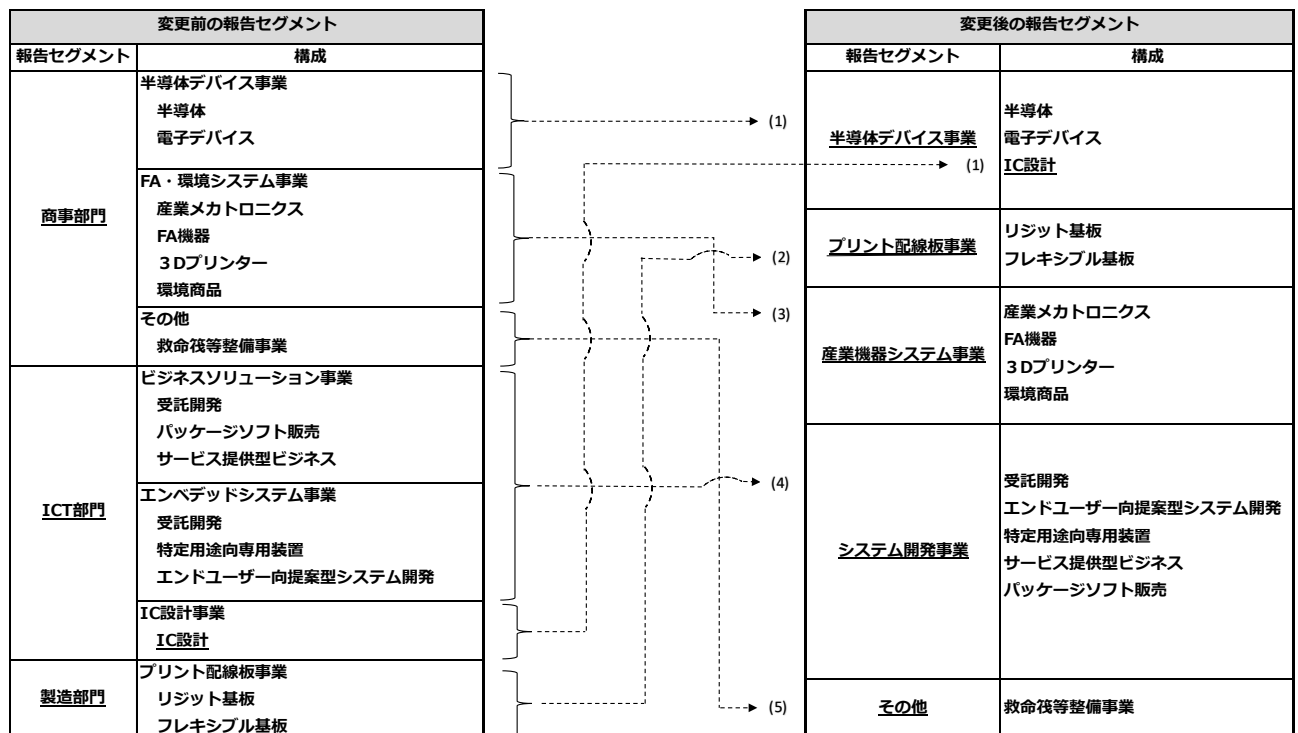 変更前の報告セグメント
報告セグメント 構成
商事部門
半導体デバイス事業
半導体
電子デバイス
FA・環境システム事業
産業メカトロニクス
FA機器
３Dプリンター
環境商品
その他
救命筏等整備事業
ICT部門
ビジネスソリューション事業
受託開発
パッケージソフト販売
サービス提供型ビジネス
エンベデッドシステム事業
受託開発
特定用途向専用装置
エンドユーザー向提案型システム開発
IC設計事業
IC設計
製造部門
プリント配線板事業
リジット基板
フレキシブル基板
(1)
(1)
(2)
(3)
(4)
(5)
変更後の報告セグメント
報告セグメント 構成
半導体デバイス事業
半導体
電子デバイス
IC設計
プリント配線板事業
リジット基板
フレキシブル基板
産業機器システム事業
産業メカトロニクス
FA機器
３Dプリンター
環境商品
システム開発事業
受託開発
エンドユーザー向提案型システム開発
特定用途向専用装置
サービス提供型ビジネス
パッケージソフト販売
その他
救命筏等整備事業